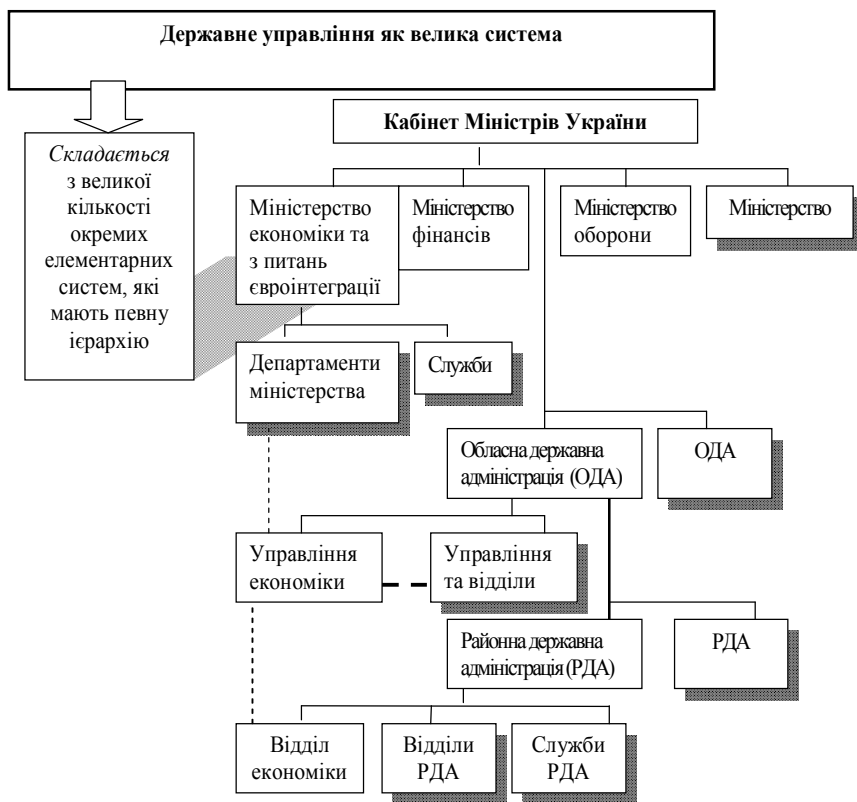 Державне управління як велика система
Кабінет Міністрів України
Складається
з великої
кількості
окремих
елементарних
систем, які
мають певну
ієрархію
Міністерство
економіки та
з питань
євроінтеграції
Міністерство
фінансів
Міністерство
оборони
Міністерство
Департаменти
міністерства
Служби
Обласна державна
адміністрація (ОДА)
ОДА
Управління
економіки
Управління
та відділи
Районна державна
адміністрація (РДА)
РДА
Відділ
економіки
Відділи
РДА
Служби
РДА